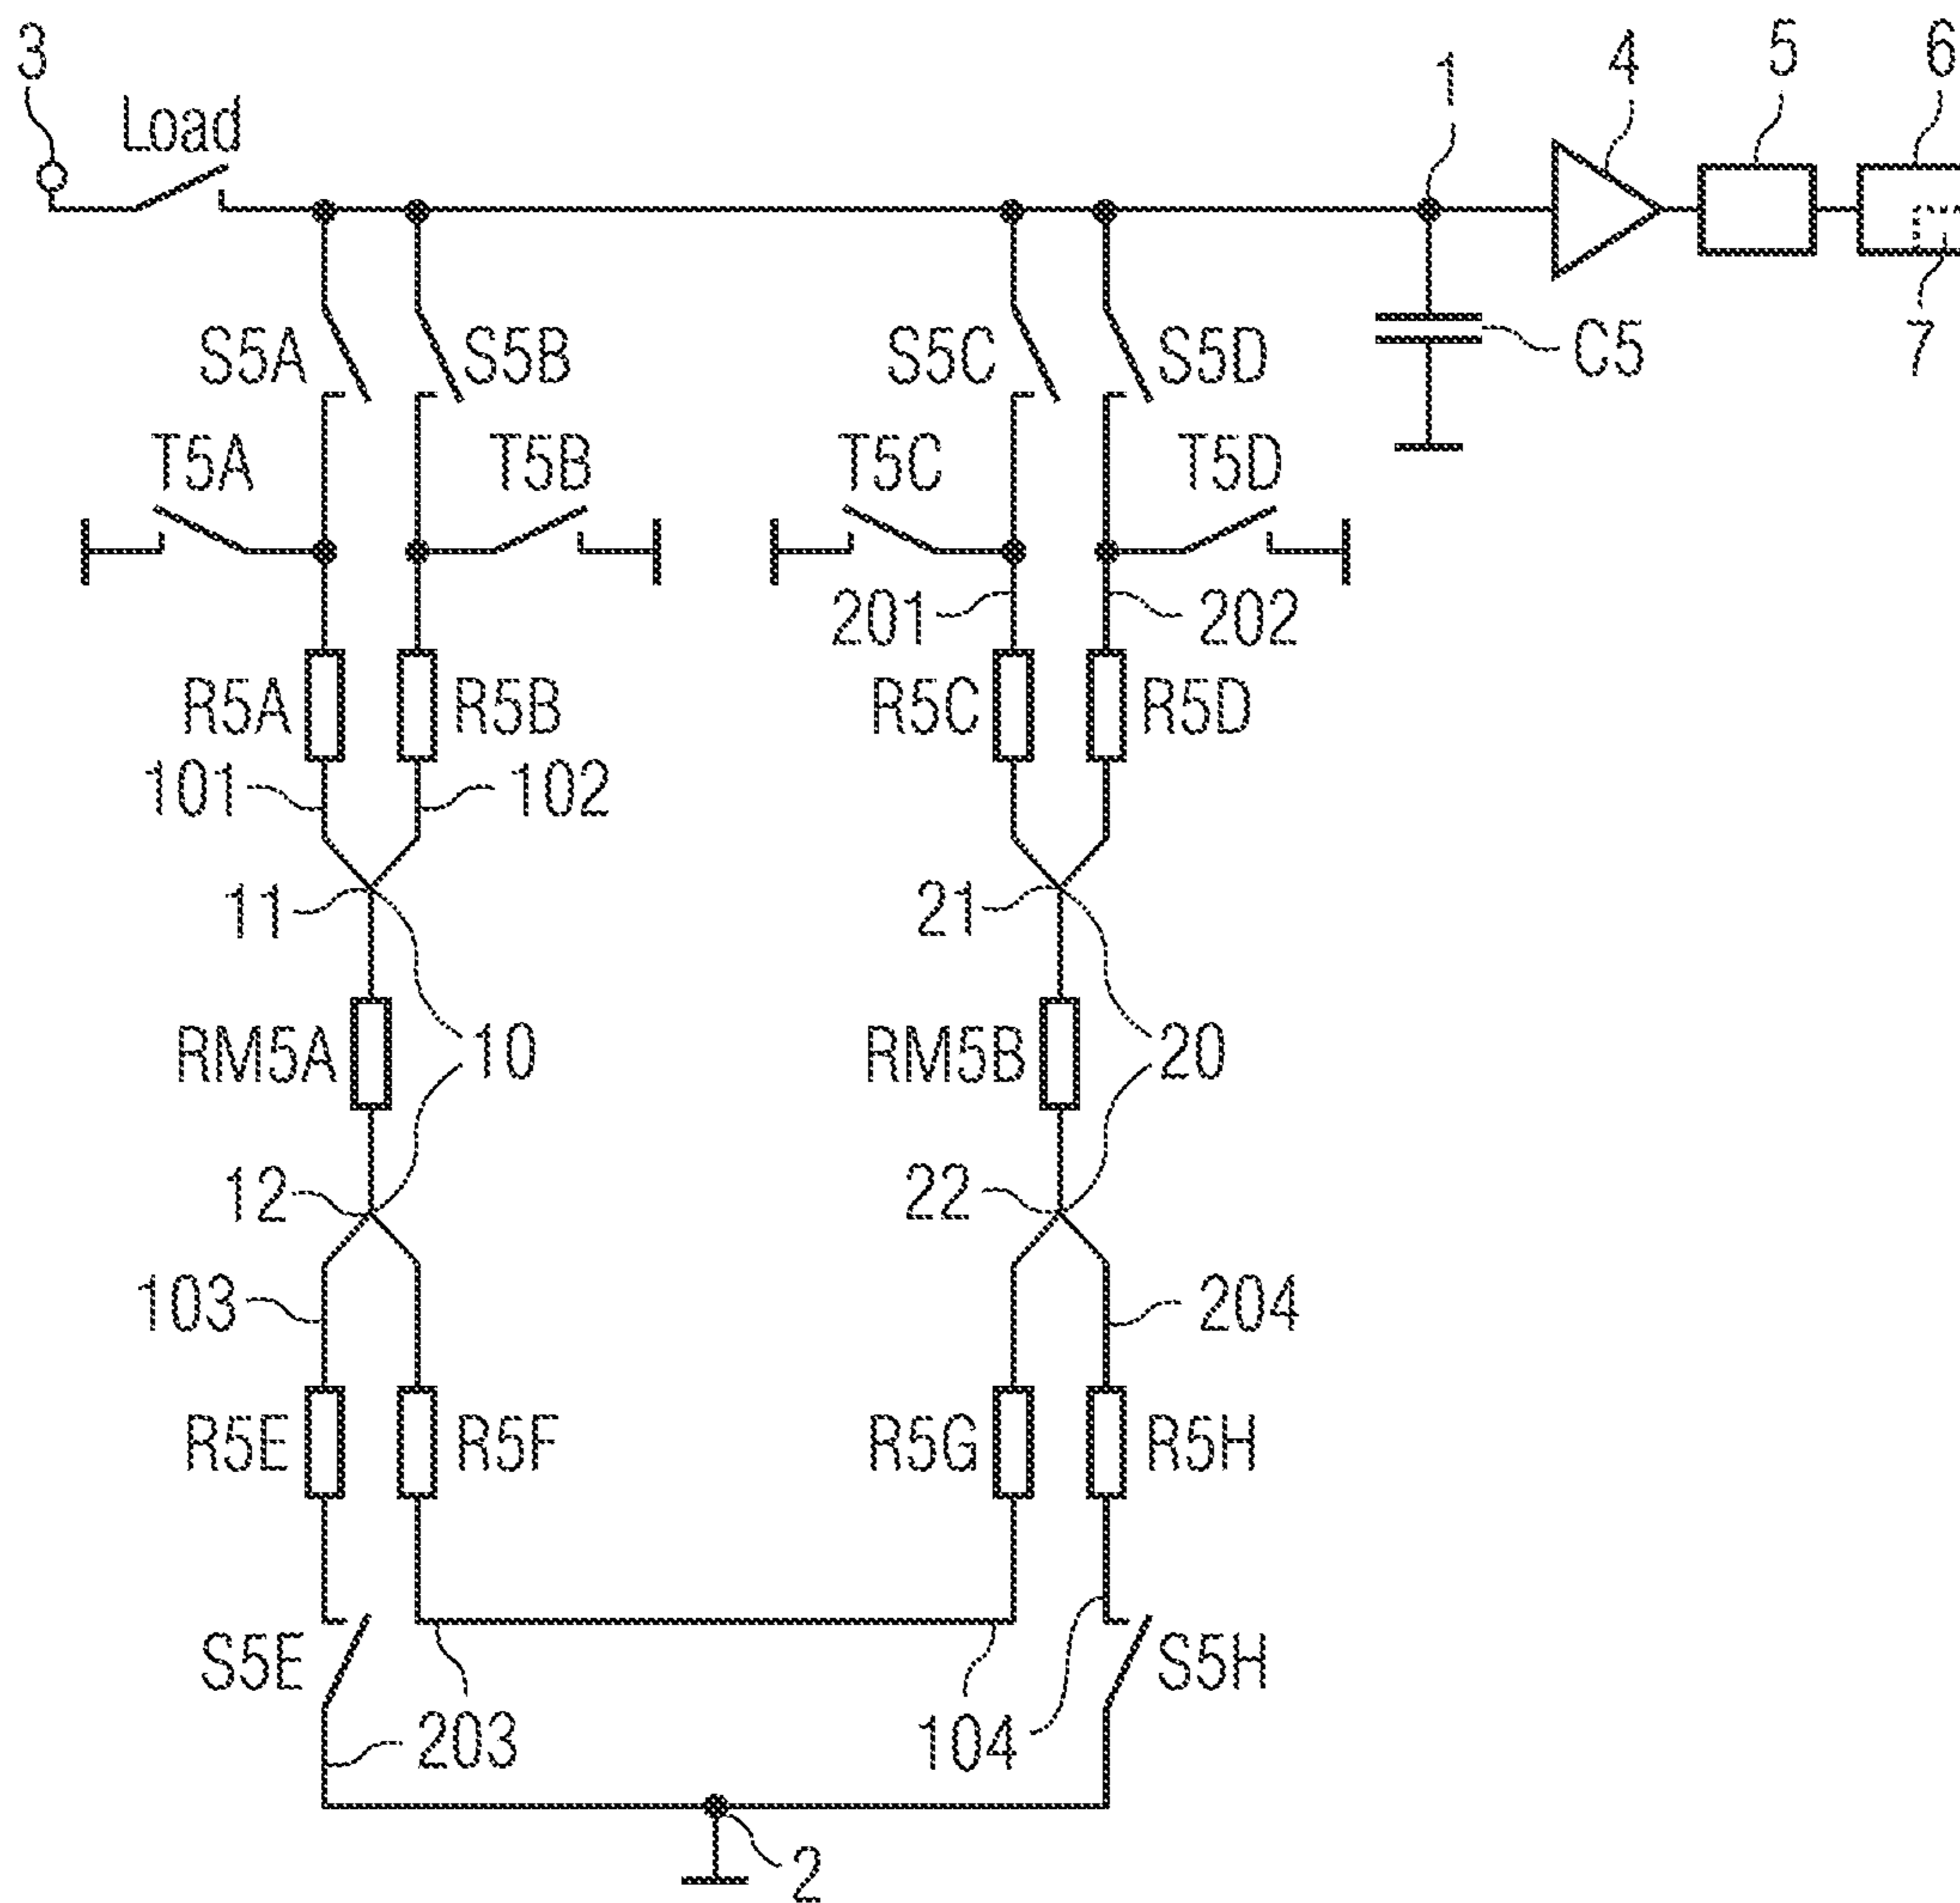 3
Load
1
4
5
6
S5A
S5B
S5C
S5D
C5
7
T5A
T5B
T5C
T5D
201
202
R5A
R5B
R5C
R5D
101
102
11
21
RM5A
10
RM5B
20
12
22
103
204
R5E
R5F
R5G
R5H
S5E
S5H
203
104
2